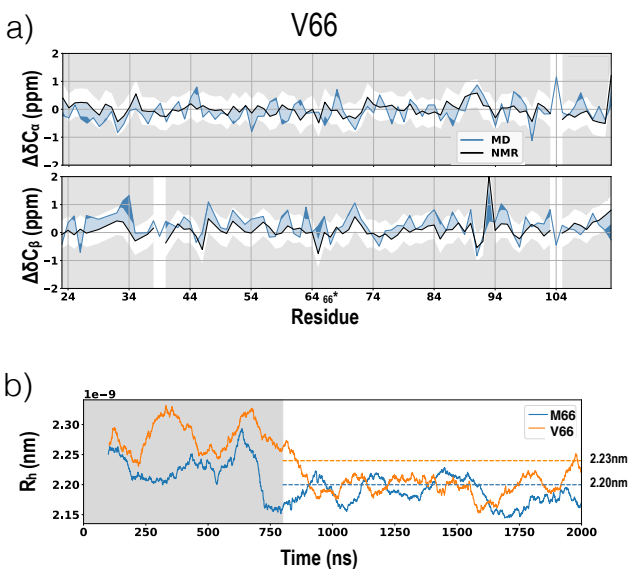 a)
V66
ΔδCα (ppm)
2
1
0
−1
−2
MD
NMR
ΔδCβ (ppm)
2
1
0
−1
−2
24 34 44 54 64 66* 74 84 94 104
Residue
b)
1e−9
Rh (nm)
2.30
2.25
2.20
2.15
M66
V66
2.23nm
2.20nm
0 250 500 750 1000 1250 1500 1750 2000
Time (ns)